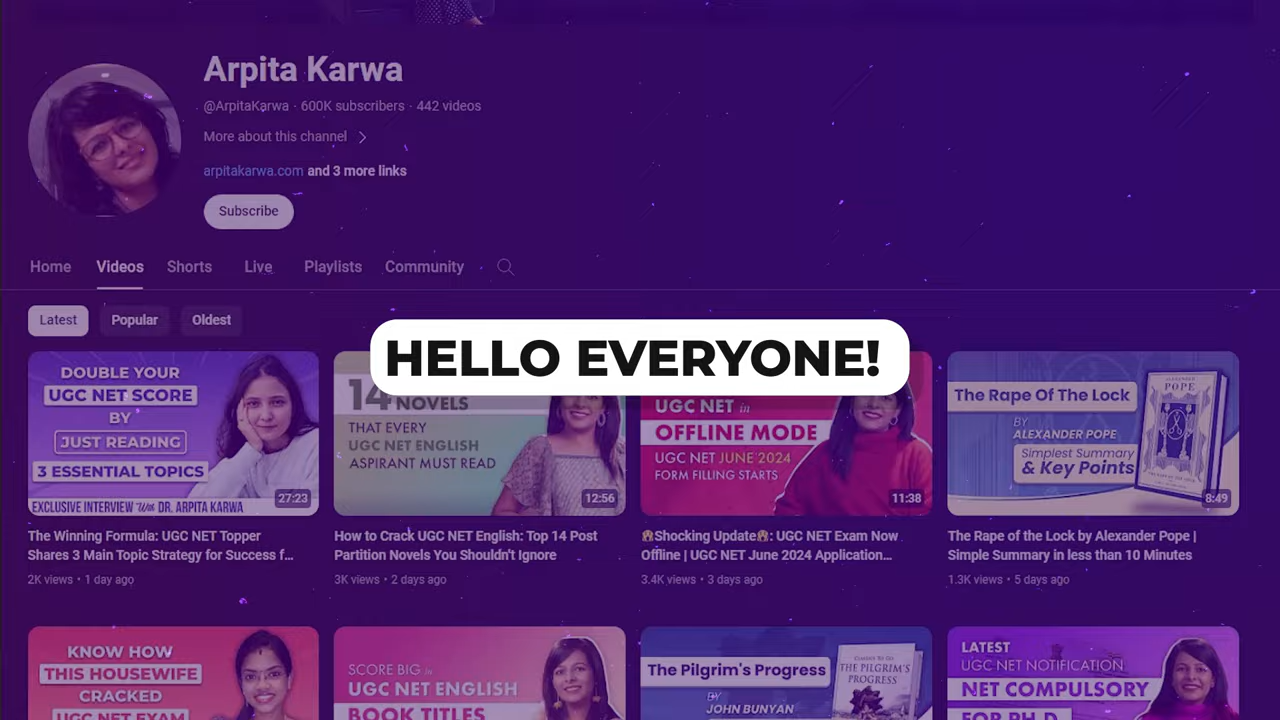 Arpita Karwa
@ArpitaKarwa · 600K subscribers · 442 videos
More about this channel
arpitakarwa.com and 3 more links
Subscribe
Home Videos Shorts Live Playlists Community
Latest Popular Oldest
HELLO EVERYONE!
DOUBLE YOUR
UGC NET SCORE
BY
JUST READING
3 ESSENTIAL TOPICS
EXCLUSIVE INTERVIEW With DR. ARPITA KARWA
27:23
14 NOVELS
THAT EVERY
UGC NET ENGLISH
ASPIRANT MUST READ
12:56
UGC NET in
OFFLINE MODE
UGC NET JUNE 2024
FORM FILLING STARTS
11:38
The Rape Of The Lock
BY
ALEXANDER POPE
Simplest Summary
& Key Points
POPE
8:49
The Winning Formula: UGC NET Topper
Shares 3 Main Topic Strategy for Success f...
2K views • 1 day ago
How to Crack UGC NET English: Top 14 Post
Partition Novels You Shouldn't Ignore
3K views • 2 days ago
😱Shocking Update😱: UGC NET Exam Now
Offline | UGC NET June 2024 Application...
3.4K views • 3 days ago
The Rape of the Lock by Alexander Pope |
Simple Summary in less than 10 Minutes
1.3K views • 5 days ago
KNOW HOW
THIS HOUSEWIFE
CRACKED
UGC NET EXAM
SCORE BIG in
UGC NET ENGLISH
BOOK TITLES
The Pilgrim's Progress
BY
JOHN BUNYAN
THE PILGRIM'S
PROGRESS
LATEST
UGC NET NOTIFICATION
NET COMPULSORY
FOR PH.D